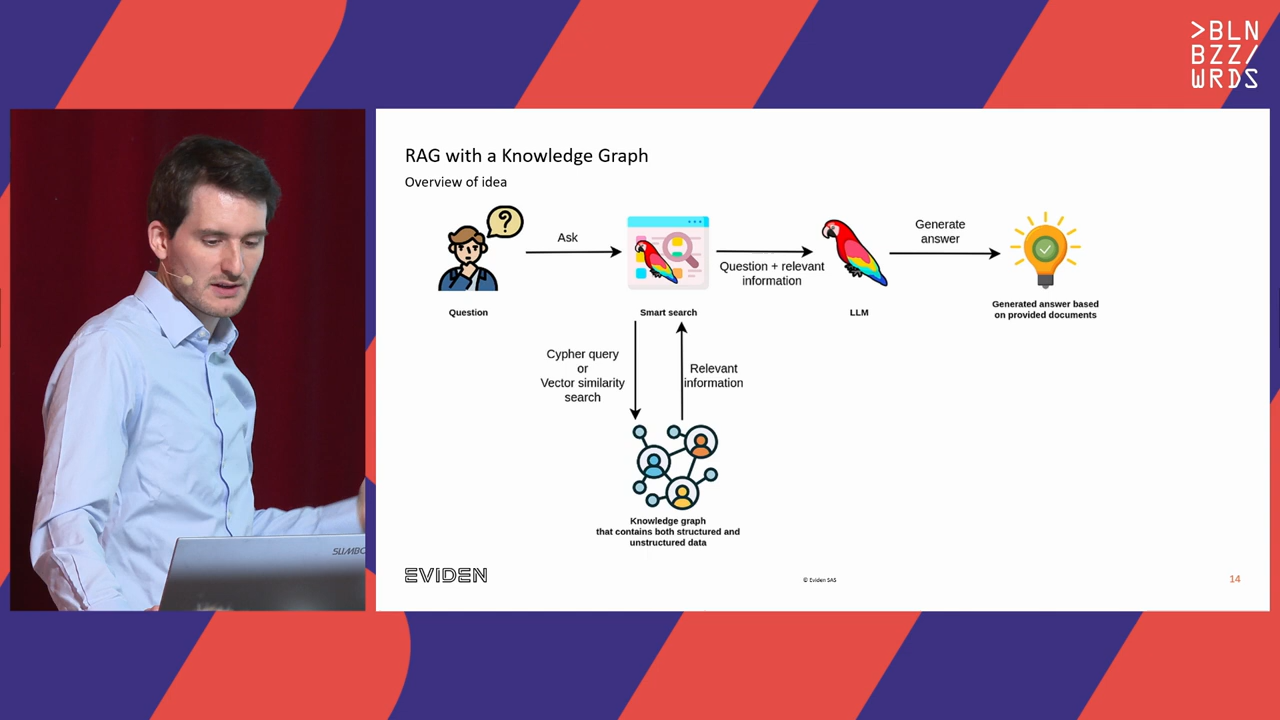 >BLN
BZZ/
WRDS
RAG with a Knowledge Graph
Overview of idea
Ask
Question + relevant
information
Generate
answer
Question
Smart search
LLM
Generated answer based
on provided documents
Cypher query
or
Vector similarity
search
Relevant
information
Knowledge graph
that contains both structured and
unstructured data
EVIDEN
© Eviden SAS
14